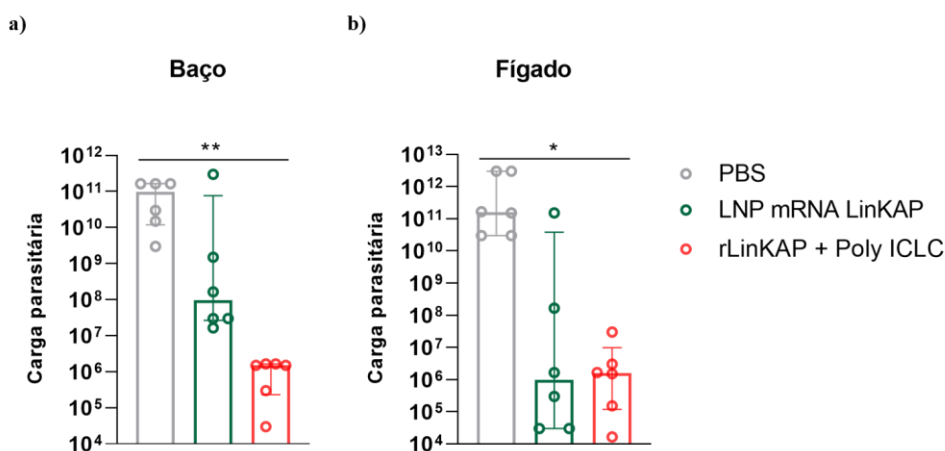 a)
Baço
**
Carga parasitária
10¹²
10¹¹
10¹⁰
10⁹
10⁸
10⁷
10⁶
10⁵
10⁴
b)
Fígado
*
Carga parasitária
10¹³
10¹²
10¹¹
10¹⁰
10⁹
10⁸
10⁷
10⁶
10⁵
10⁴
PBS
LNP mRNA LinKAP
rLinKAP + Poly ICLC